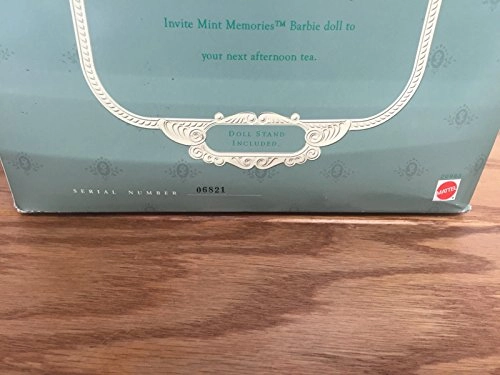 Invite Mint Memories™ Barbie doll to
your next afternoon tea.
DOLL STAND
INCLUDED.
SERIAL NUMBER 06821
MATTEL